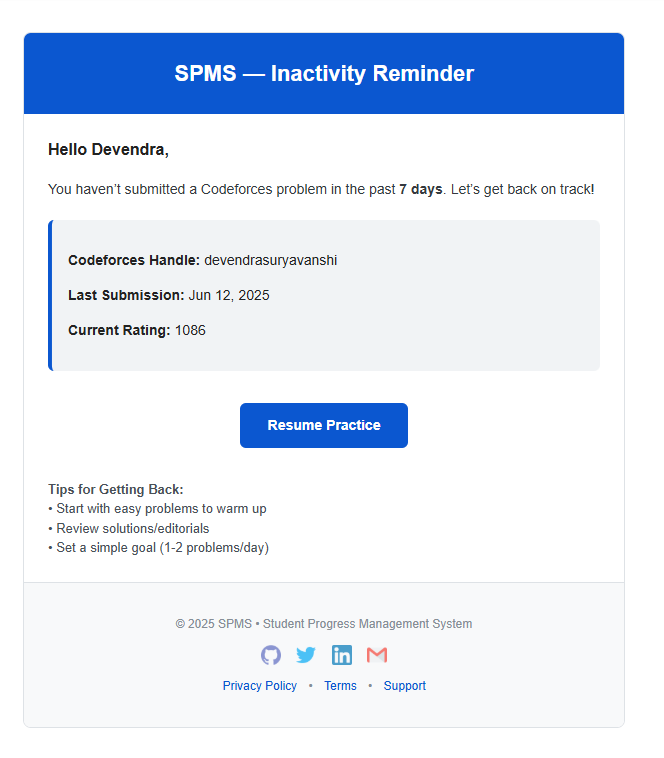 SPMS — Inactivity Reminder
Hello Devendra,
You haven’t submitted a Codeforces problem in the past 7 days. Let’s get back on track!
Codeforces Handle: devendrasuryavanshi
Last Submission: Jun 12, 2025
Current Rating: 1086
Resume Practice
Tips for Getting Back:
• Start with easy problems to warm up
• Review solutions/editorials
• Set a simple goal (1-2 problems/day)
© 2025 SPMS • Student Progress Management System
Privacy Policy • Terms • Support